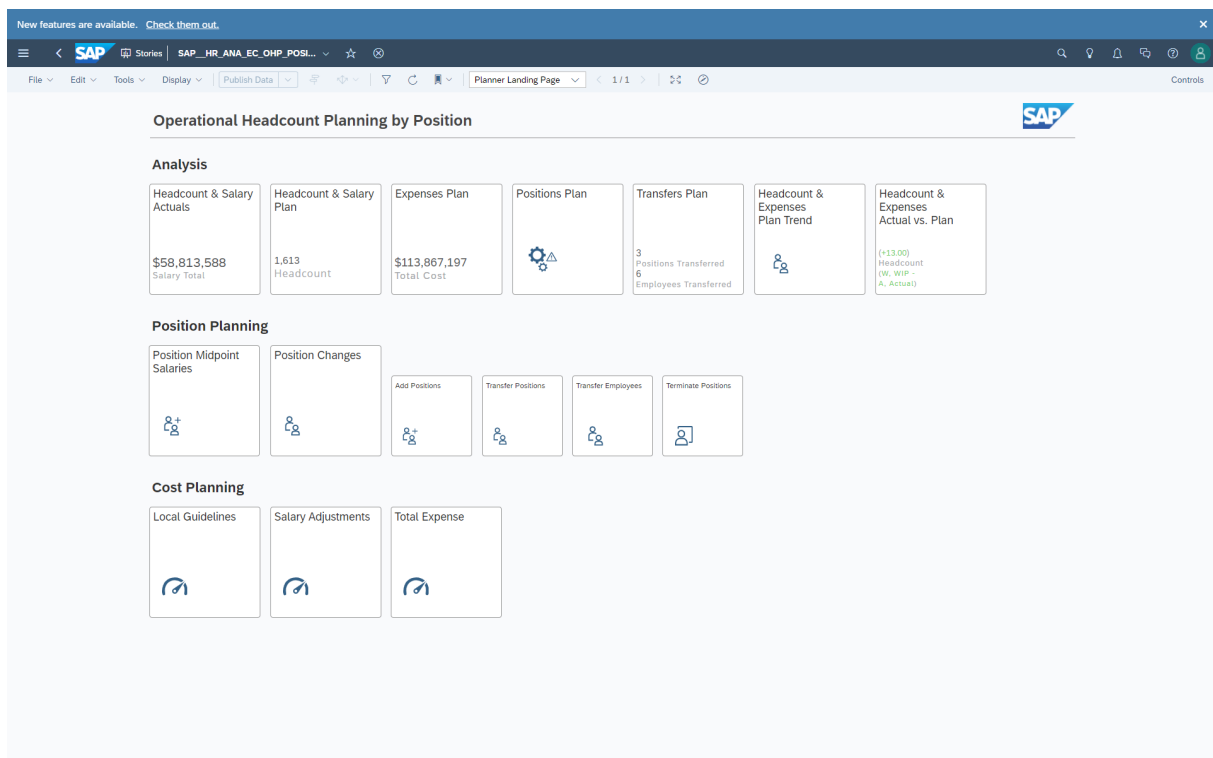 New features are available. Check them out.
SAP Stories SAP__HR_ANA_EC_OHP_POSI...
File Edit Tools Display Publish Data Planner Landing Page 1/1 Controls
Operational Headcount Planning by Position
SAP
Analysis
Headcount & Salary
Actuals
$58,813,588
Salary Total
Headcount & Salary
Plan
1,613
Headcount
Expenses Plan
$113,867,197
Total Cost
Positions Plan
Transfers Plan
3
Positions Transferred
6
Employees Transferred
Headcount &
Expenses
Plan Trend
Headcount &
Expenses
Actual vs. Plan
(+13.00)
Headcount
(W, WIP -
A, Actual)
Position Planning
Position Midpoint
Salaries
Position Changes
Add Positions
Transfer Positions
Transfer Employees
Terminate Positions
Cost Planning
Local Guidelines
Salary Adjustments
Total Expense